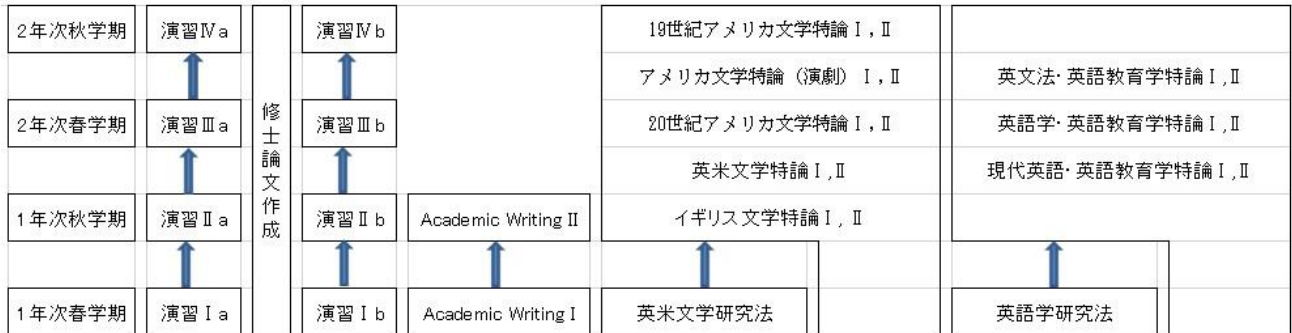 2年次秋学期 演習Ⅳa 演習Ⅳb 19世紀アメリカ文学特論Ⅰ, Ⅱ
アメリカ文学特論（演劇）Ⅰ, Ⅱ 英文法・英語教育学特論Ⅰ,Ⅱ
2年次春学期 演習Ⅲa 演習Ⅲb 20世紀アメリカ文学特論Ⅰ, Ⅱ 英語学・英語教育学特論Ⅰ,Ⅱ
修士論文作成
英米文学特論Ⅰ,Ⅱ 現代英語・英語教育学特論Ⅰ,Ⅱ
1年次秋学期 演習Ⅱa 演習Ⅱb Academic Writing II イギリス文学特論Ⅰ, Ⅱ
1年次春学期 演習Ⅰa 演習Ⅰb Academic Writing I 英米文学研究法 英語学研究法